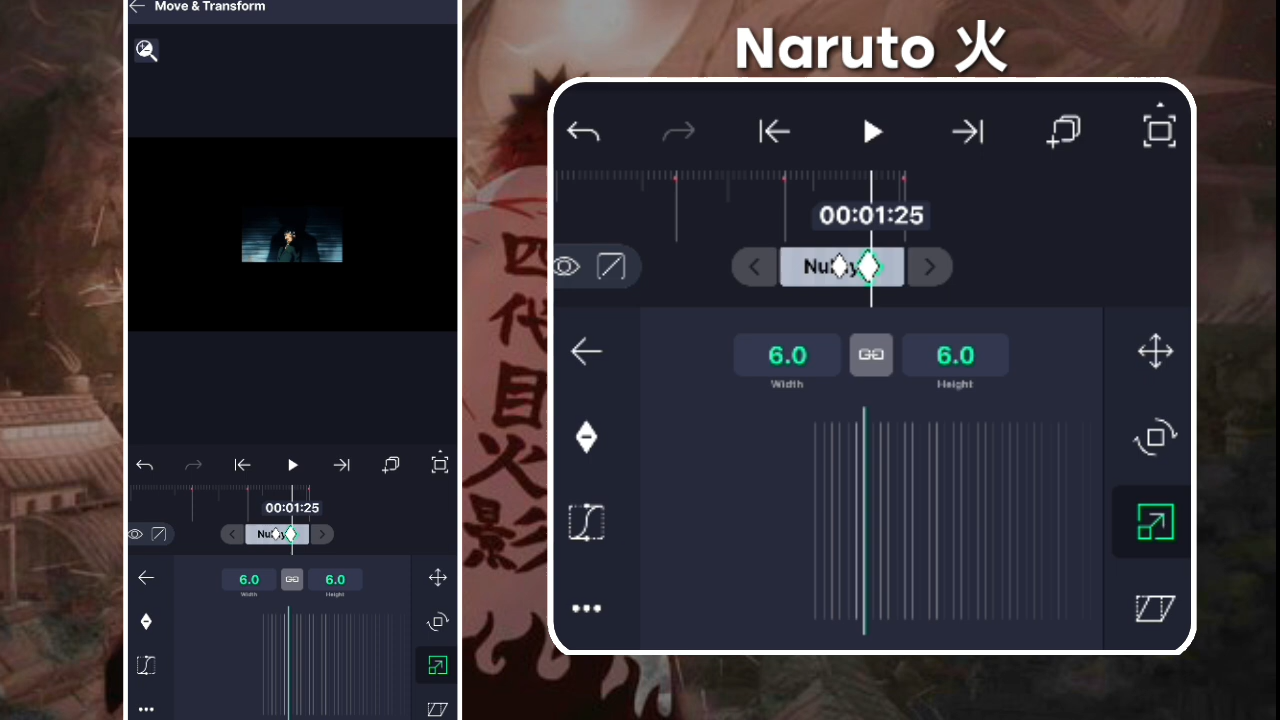 Move & Transform
00:01:25
6.0
6.0
Width
Height
Naruto 火
00:01:25
6.0
6.0
Width
Height
四
代
目
火
影